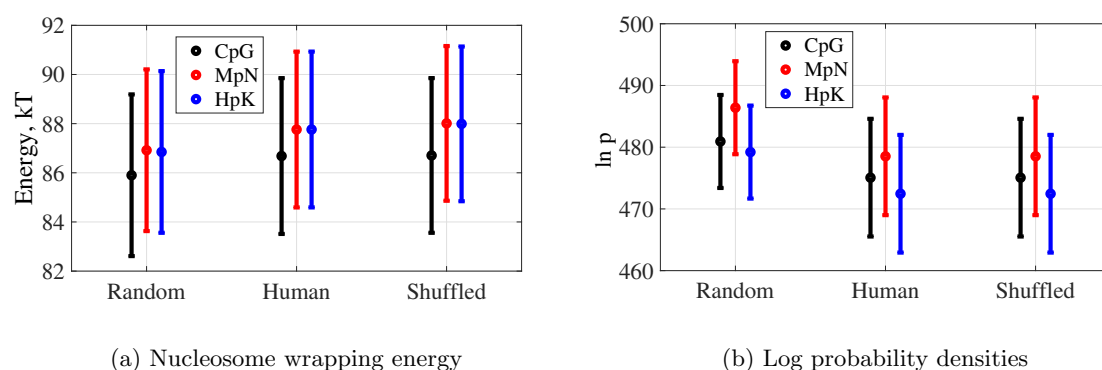 92
90
88
86
84
82
Energy, kT
CpG
MpN
HpK
Random Human Shuffled
(a) Nucleosome wrapping energy
500
490
480
470
460
ln p
CpG
MpN
HpK
Random Human Shuffled
(b) Log probability densities